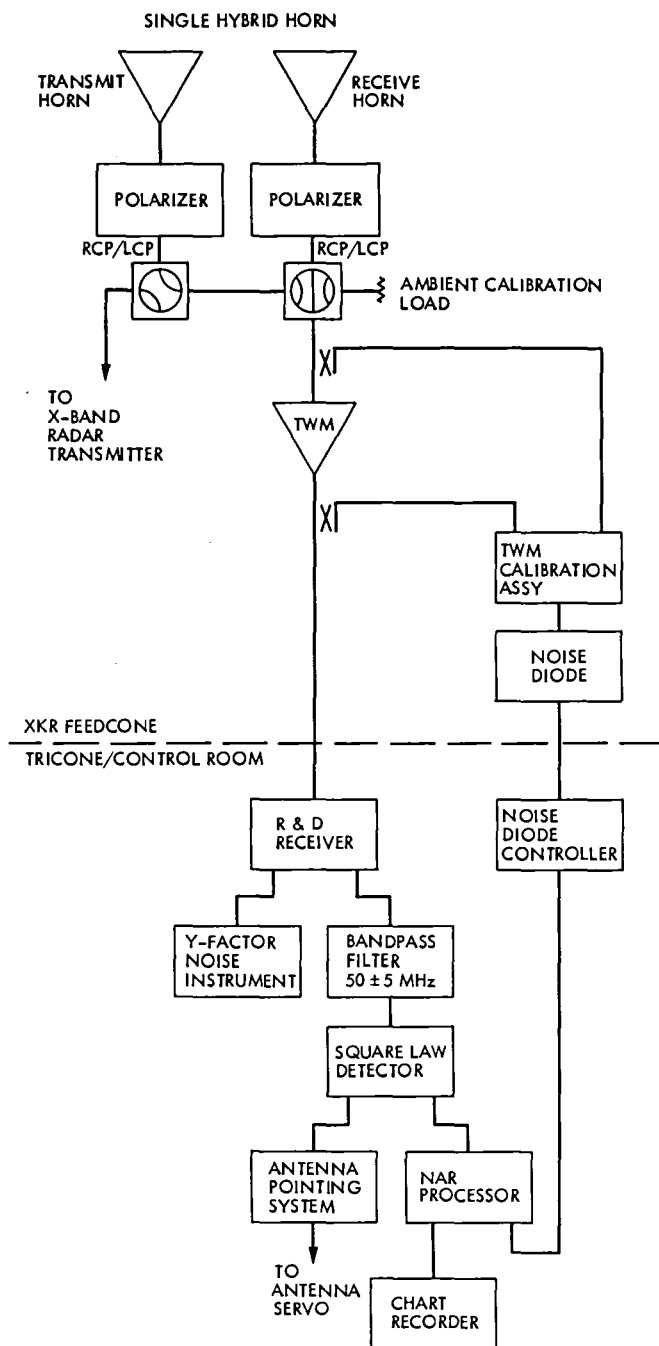 SINGLE HYBRID HORN
TRANSMIT
HORN
RECEIVE
HORN
POLARIZER
POLARIZER
RCP/LCP
RCP/LCP
AMBIENT CALIBRATION
LOAD
TO
X-BAND
RADAR
TRANSMITTER
TWM
TWM
CALIBRATION
ASSY
NOISE
DIODE
XKR FEEDCONE
TRICONE/CONTROL ROOM
R & D
RECEIVER
NOISE
DIODE
CONTROLLER
Y-FACTOR
NOISE
INSTRUMENT
BANDPASS
FILTER
50 ± 5 MHz
SQUARE LAW
DETECTOR
ANTENNA
POINTING
SYSTEM
NAR
PROCESSOR
TO
ANTENNA
SERVO
CHART
RECORDER